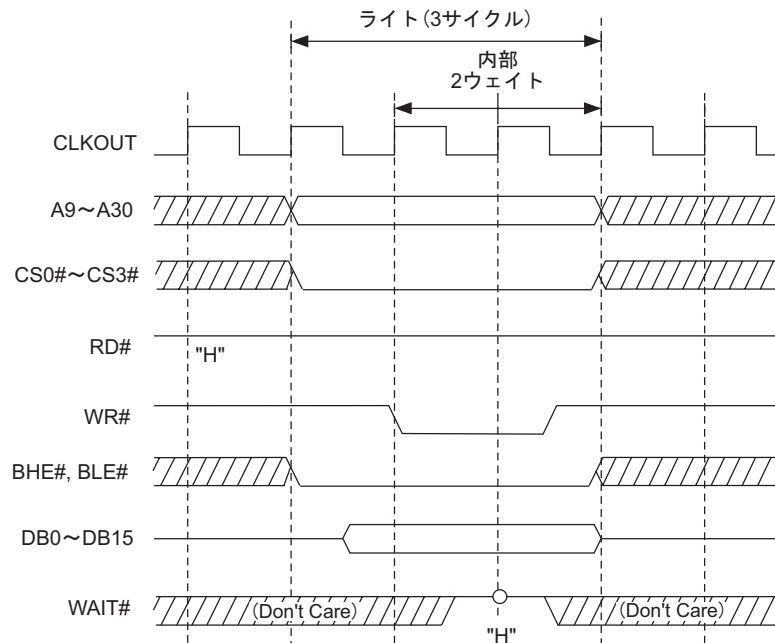 ライト(3サイクル)
内部
2ウェイト
CLKOUT
A9～A30
CS0#～CS3#
RD#
"H"
WR#
BHE#, BLE#
DB0～DB15
WAIT#
(Don't Care)
(Don't Care)
"H"